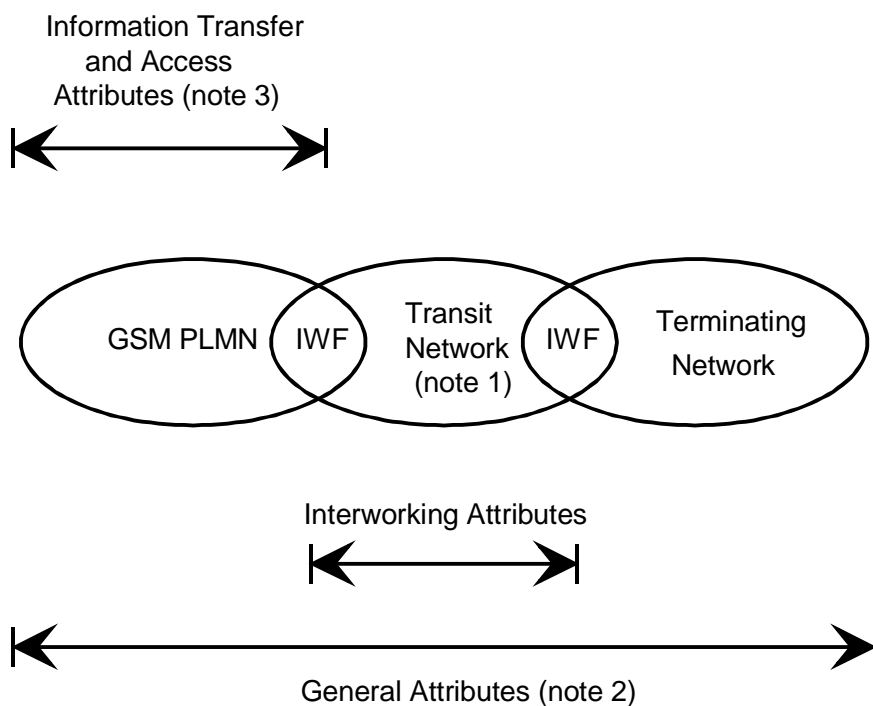 Information Transfer
and Access
Attributes (note 3)
GSM PLMN
IWF
Transit
Network
(note 1)
IWF
Terminating
Network
Interworking Attributes
General Attributes (note 2)